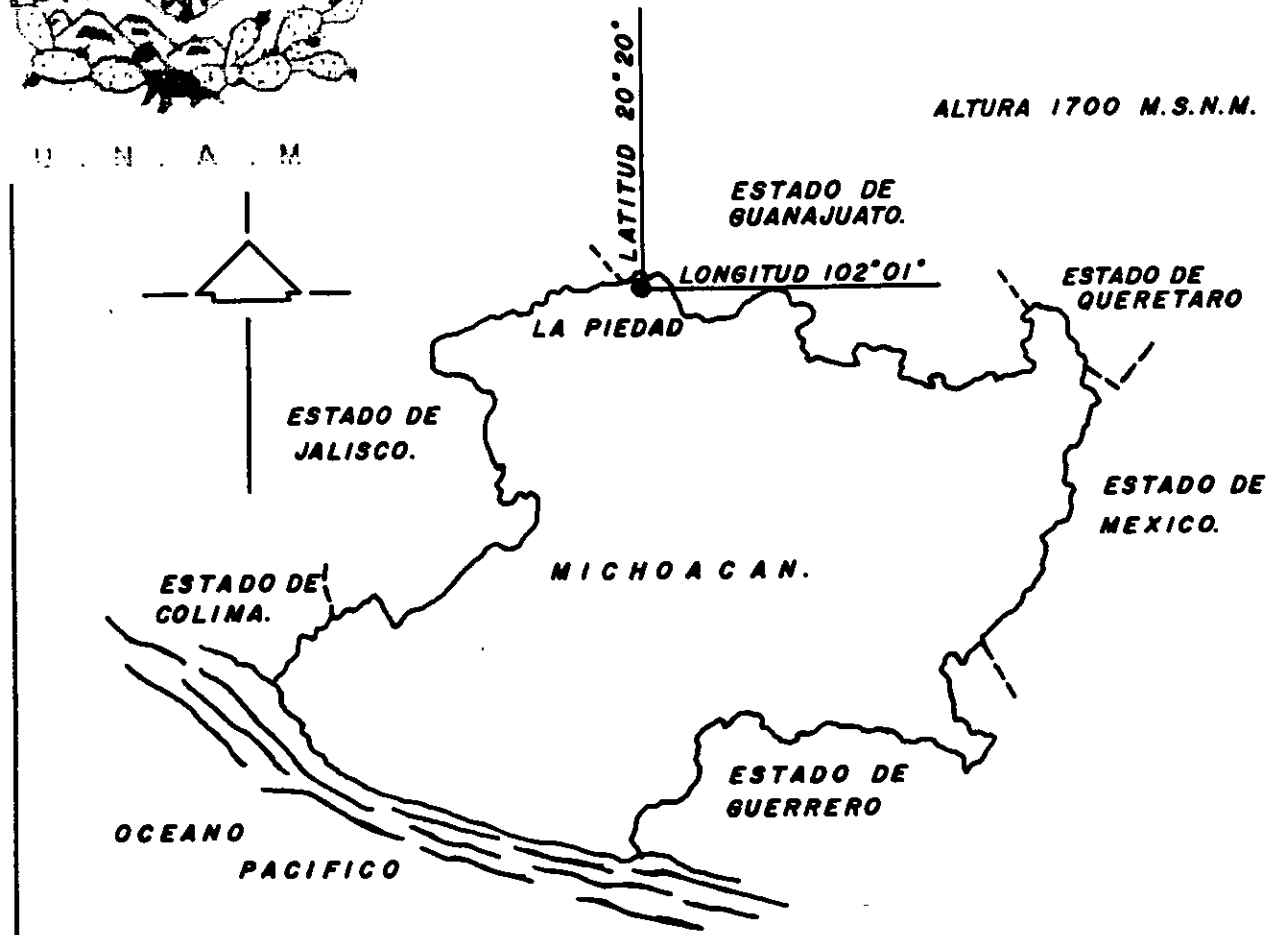 U . N . A . M
ALTURA 1700 M.S.N.M.
LATITUD 20°20°
ESTADO DE
GUANAJUATO.
LONGITUD 102°01°
ESTADO DE
QUERETARO
LA PIEDAD
ESTADO DE
JALISCO.
ESTADO DE
MEXICO.
MICHOACAN.
ESTADO DE
COLIMA.
ESTADO DE
GUERRERO
OCEANO
PACIFICO